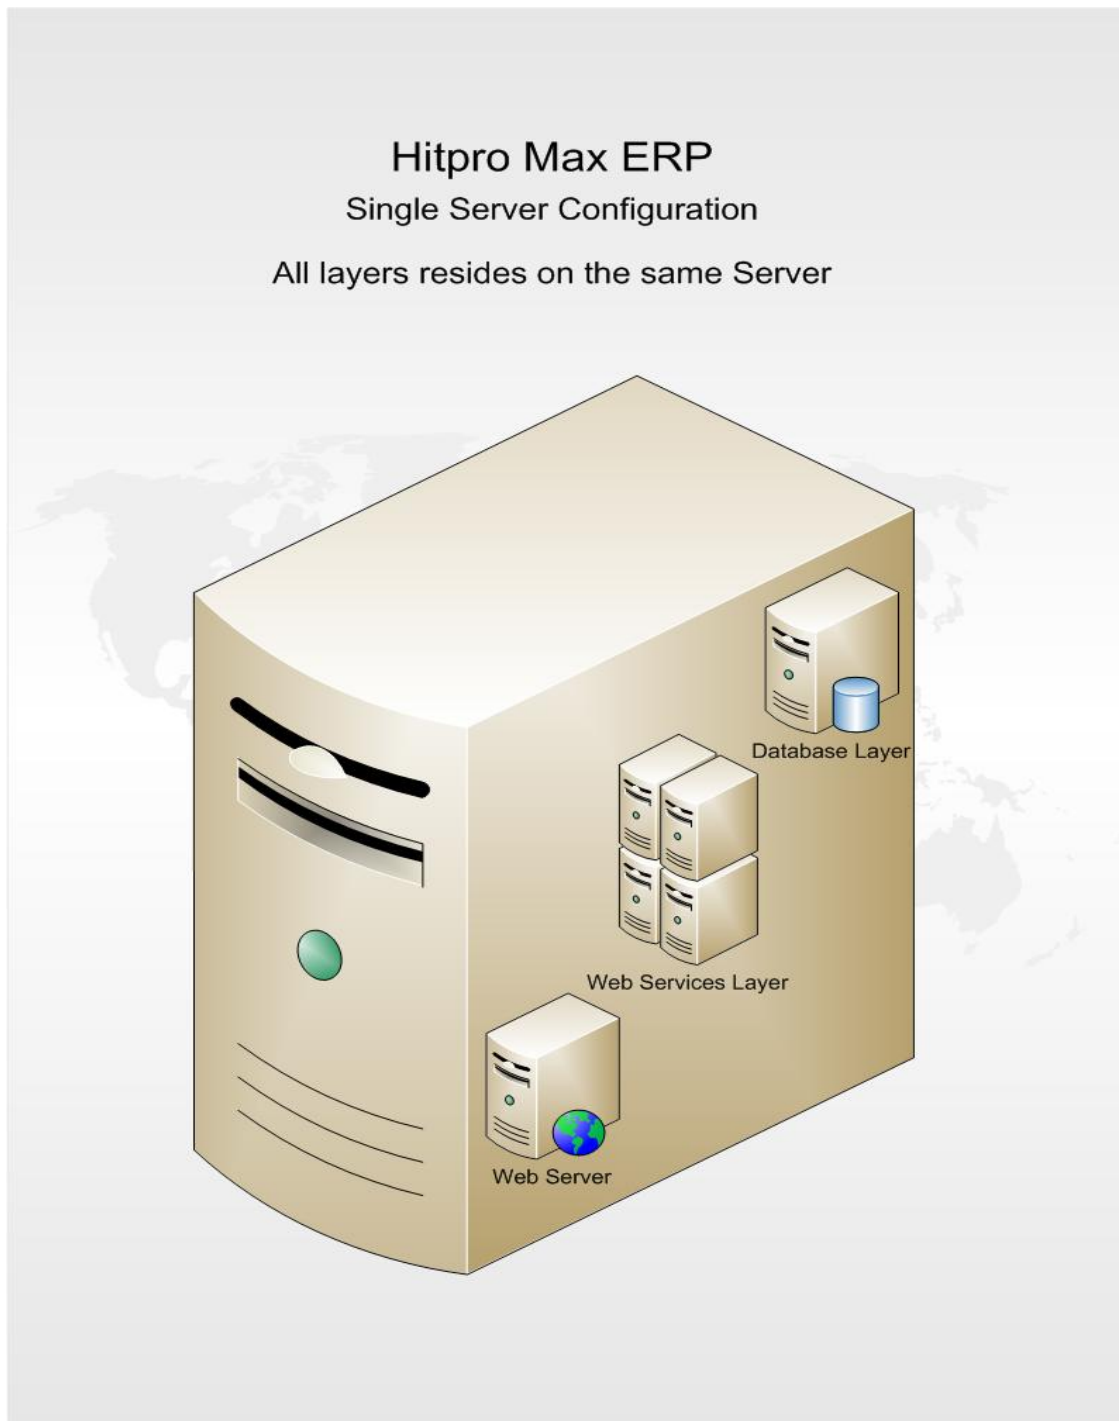 Hitpro Max ERP
Single Server Configuration
All layers resides on the same Server
Database Layer
Web Services Layer
Web Server